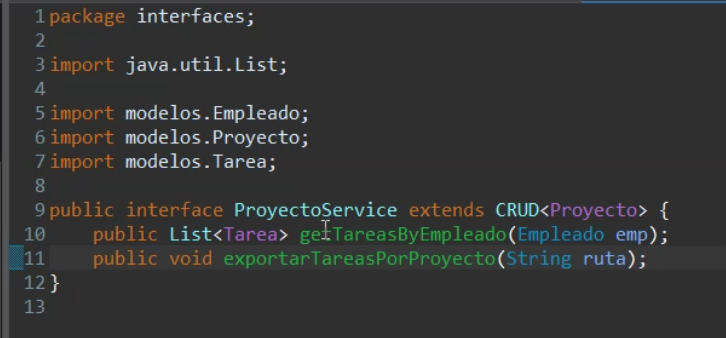 1 package interfaces;
2
3 import java.util.List;
4
5 import modelos.Empleado;
6 import modelos.Proyecto;
7 import modelos.Tarea;
8
9 public interface ProyectoService extends CRUD<Proyecto> {
10 public List<Tarea> getTareasByEmpleado(Empleado emp);
11 public void exportarTareasPorProyecto(String ruta);
12 }
13